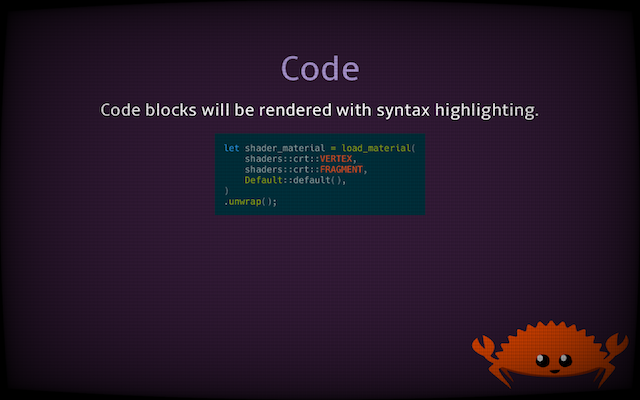 Code
Code blocks will be rendered with syntax highlighting.
let shader_material = load_material(
    shaders::crt::VERTEX,
    shaders::crt::FRAGMENT,
    Default::default(),
)
.unwrap();